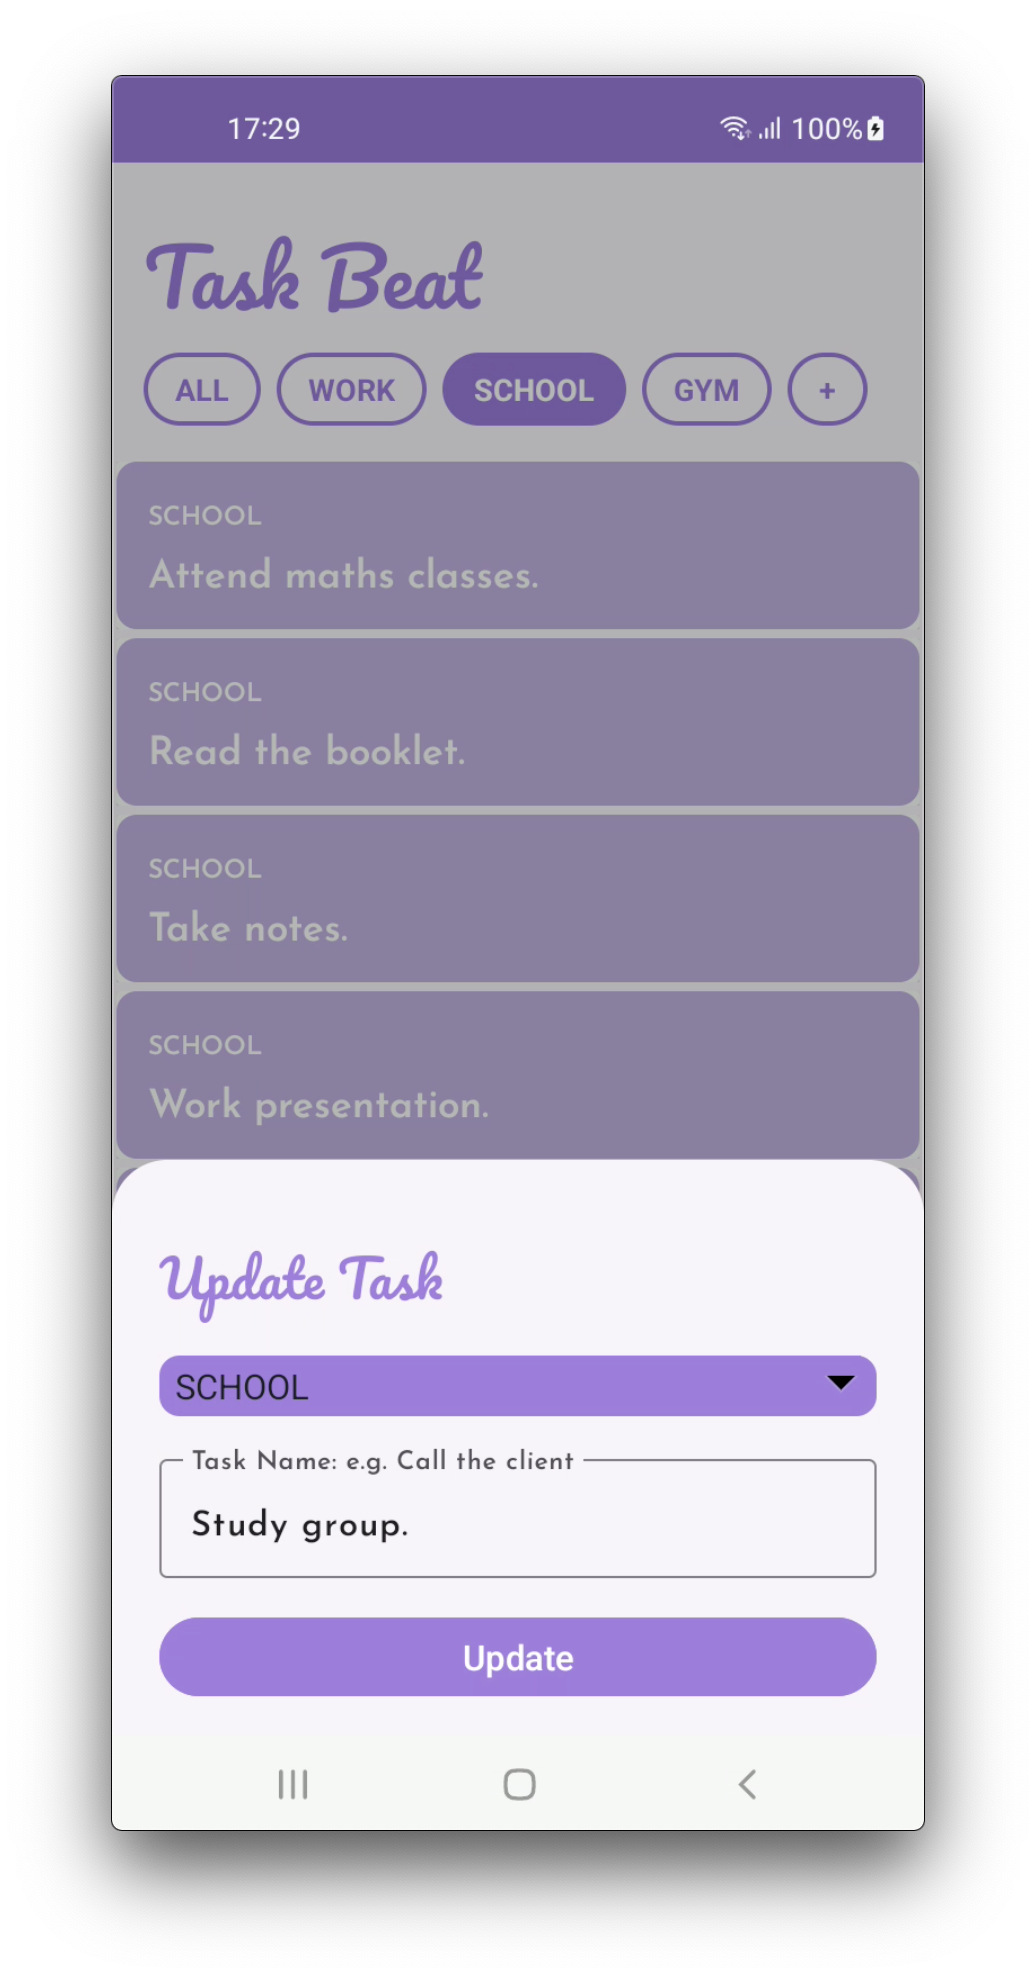 17:29 100%
Task Beat
ALL WORK SCHOOL GYM +
SCHOOL
Attend maths classes.
SCHOOL
Read the booklet.
SCHOOL
Take notes.
SCHOOL
Work presentation.
Update Task
SCHOOL
Task Name: e.g. Call the client
Study group.
Update